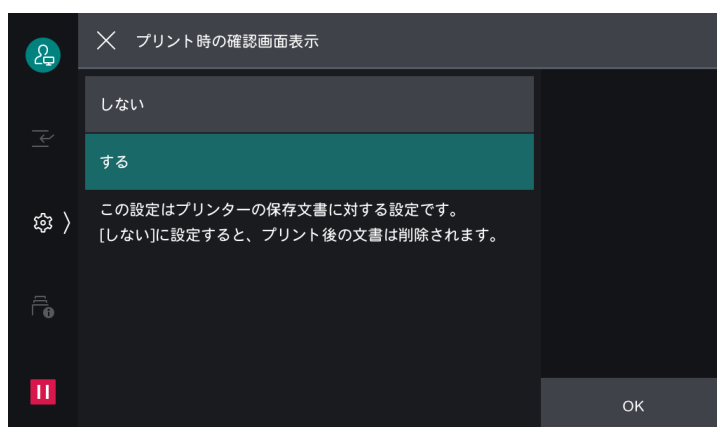 プリント時の確認画面表示
しない
する
この設定はプリンターの保存文書に対する設定です。
[しない]に設定すると、プリント後の文書は削除されます。
OK